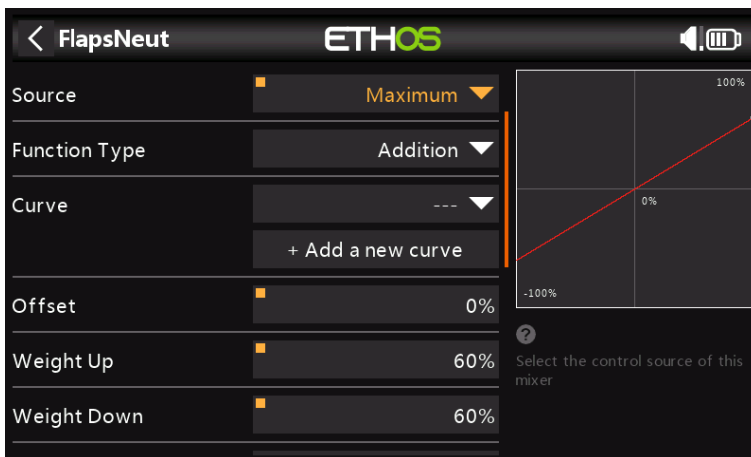 FlapsNeut
ETHOS
Source
Maximum
Function Type
Addition
Curve
---
+ Add a new curve
Offset
0%
Weight Up
60%
Weight Down
60%
100%
0%
-100%
?
Select the control source of this
mixer